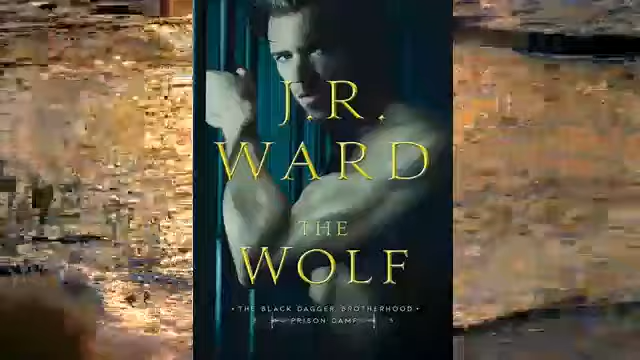 J.R.
WARD
THE
WOLF
• THE BLACK DAGGER BROTHERHOOD •
PRISON CAMP